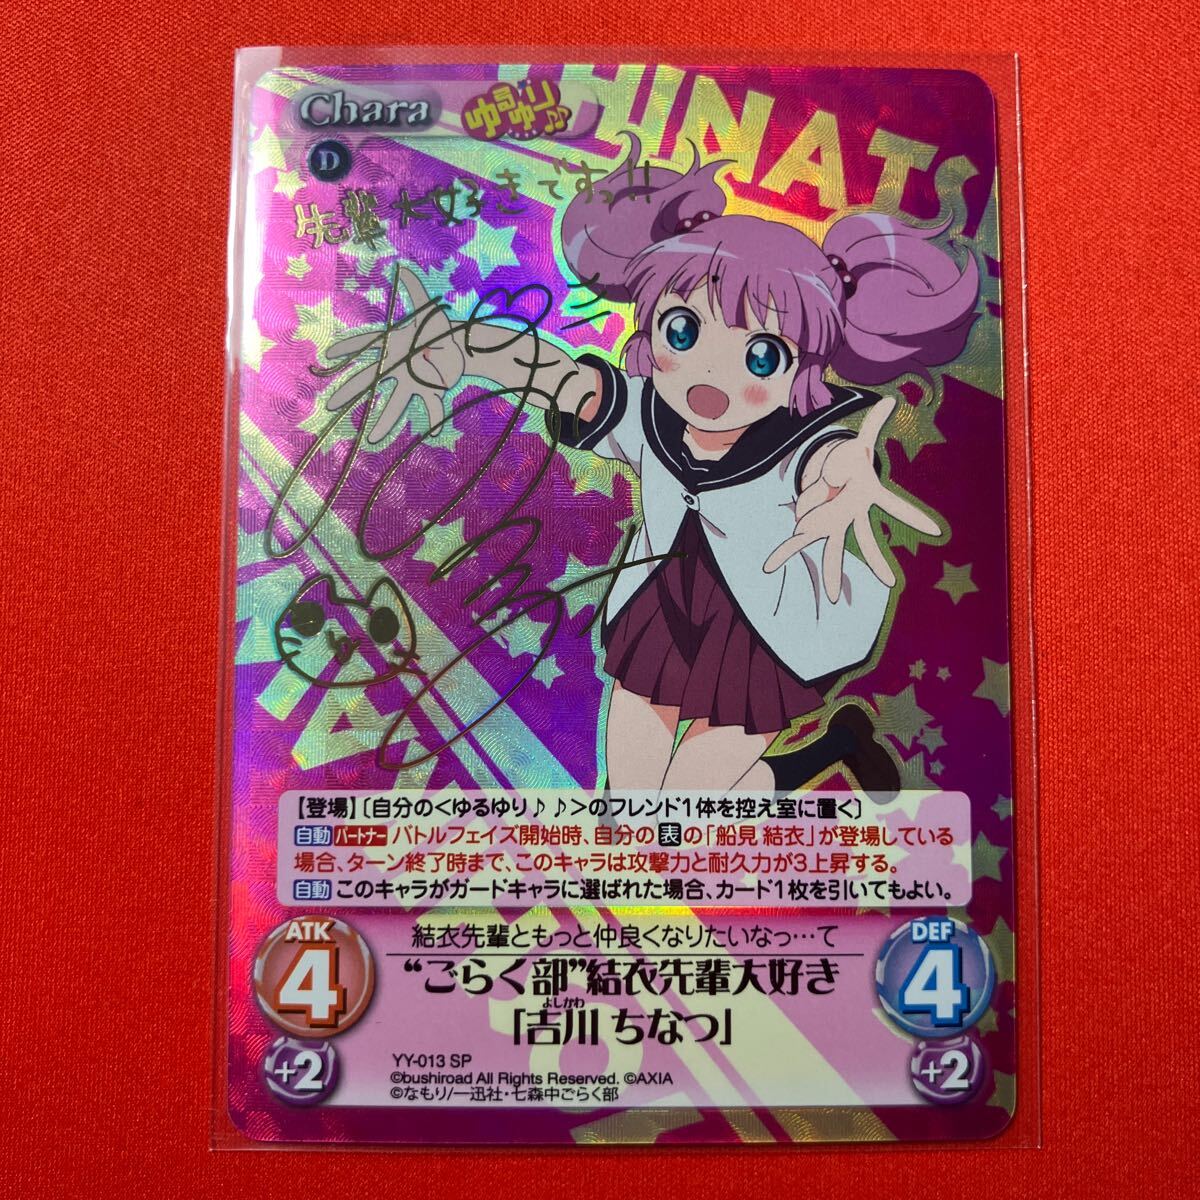 Chara
ゆるゆり♪♪
CHINATS
D
先輩大好きですっ!!
【登場】〔自分の<ゆるゆり♪♪>のフレンド1体を控え室に置く〕
自動 パートナー バトルフェイズ開始時、自分の表の「船見 結衣」が登場している
場合、ターン終了時まで、このキャラは攻撃力と耐久力が3上昇する。
自動 このキャラがガードキャラに選ばれた場合、カード1枚を引いてもよい。
ATK
4
+2
結衣先輩ともっと仲良くなりたいなっ…て
“ごらく部”結衣先輩大好き
よしかわ
「吉川 ちなつ」
DEF
4
+2
YY-013 SP
©bushiroad All Rights Reserved. ©AXIA
©なもり/一迅社・七森中ごらく部